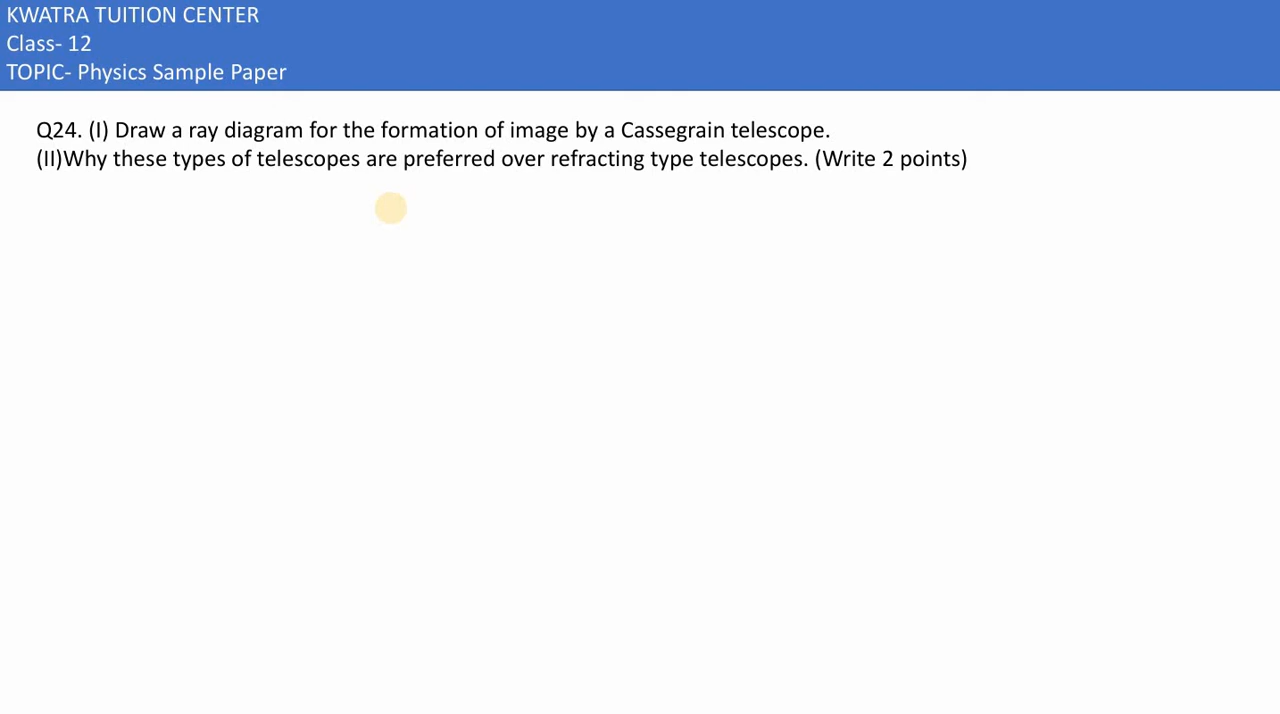 KWATRA TUITION CENTER
Class- 12
TOPIC- Physics Sample Paper
Q24. (I) Draw a ray diagram for the formation of image by a Cassegrain telescope.
(II)Why these types of telescopes are preferred over refracting type telescopes. (Write 2 points)